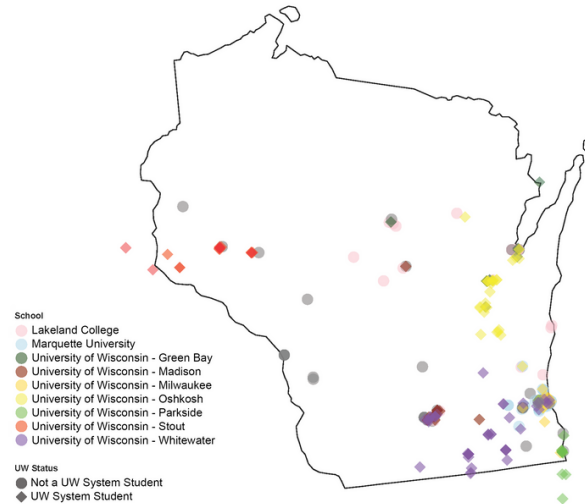 School
Lakeland College
Marquette University
University of Wisconsin - Green Bay
University of Wisconsin - Madison
University of Wisconsin - Milwaukee
University of Wisconsin - Oshkosh
University of Wisconsin - Parkside
University of Wisconsin - Stout
University of Wisconsin - Whitewater
UW Status
Not a UW System Student
UW System Student